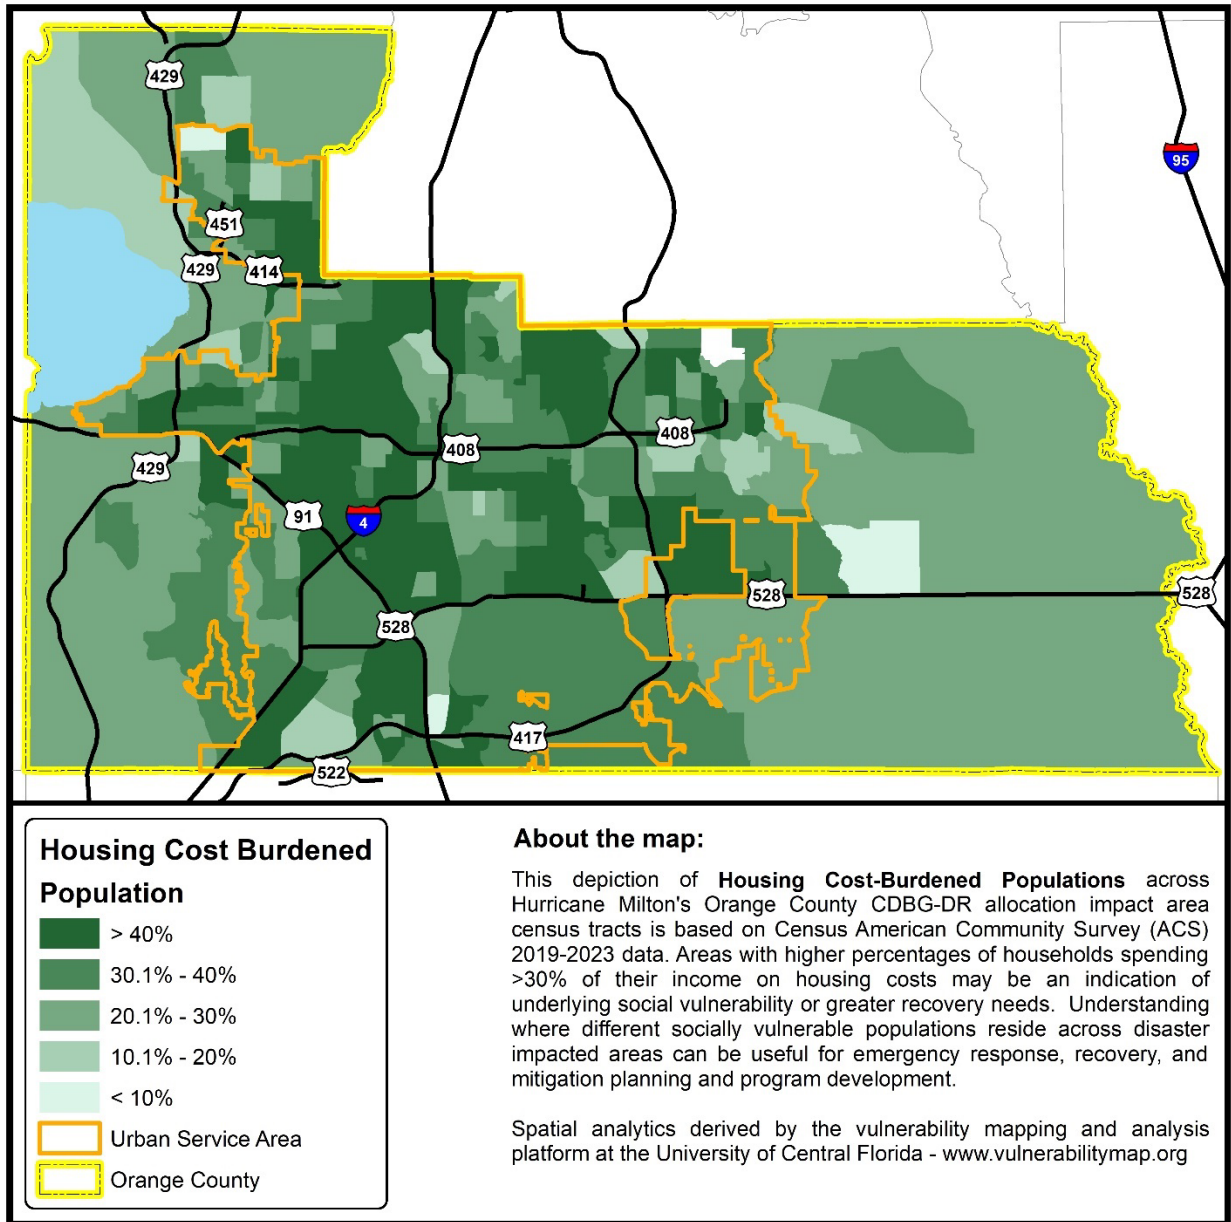 429
95
451
429
414
408
408
429
91
4
528
528
528
417
522
Housing Cost Burdened
Population
> 40%
30.1% - 40%
20.1% - 30%
10.1% - 20%
< 10%
Urban Service Area
Orange County
About the map:
This depiction of Housing Cost-Burdened Populations across
Hurricane Milton's Orange County CDBG-DR allocation impact area
census tracts is based on Census American Community Survey (ACS)
2019-2023 data. Areas with higher percentages of households spending
>30% of their income on housing costs may be an indication of
underlying social vulnerability or greater recovery needs. Understanding
where different socially vulnerable populations reside across disaster
impacted areas can be useful for emergency response, recovery, and
mitigation planning and program development.
Spatial analytics derived by the vulnerability mapping and analysis
platform at the University of Central Florida - www.vulnerabilitymap.org